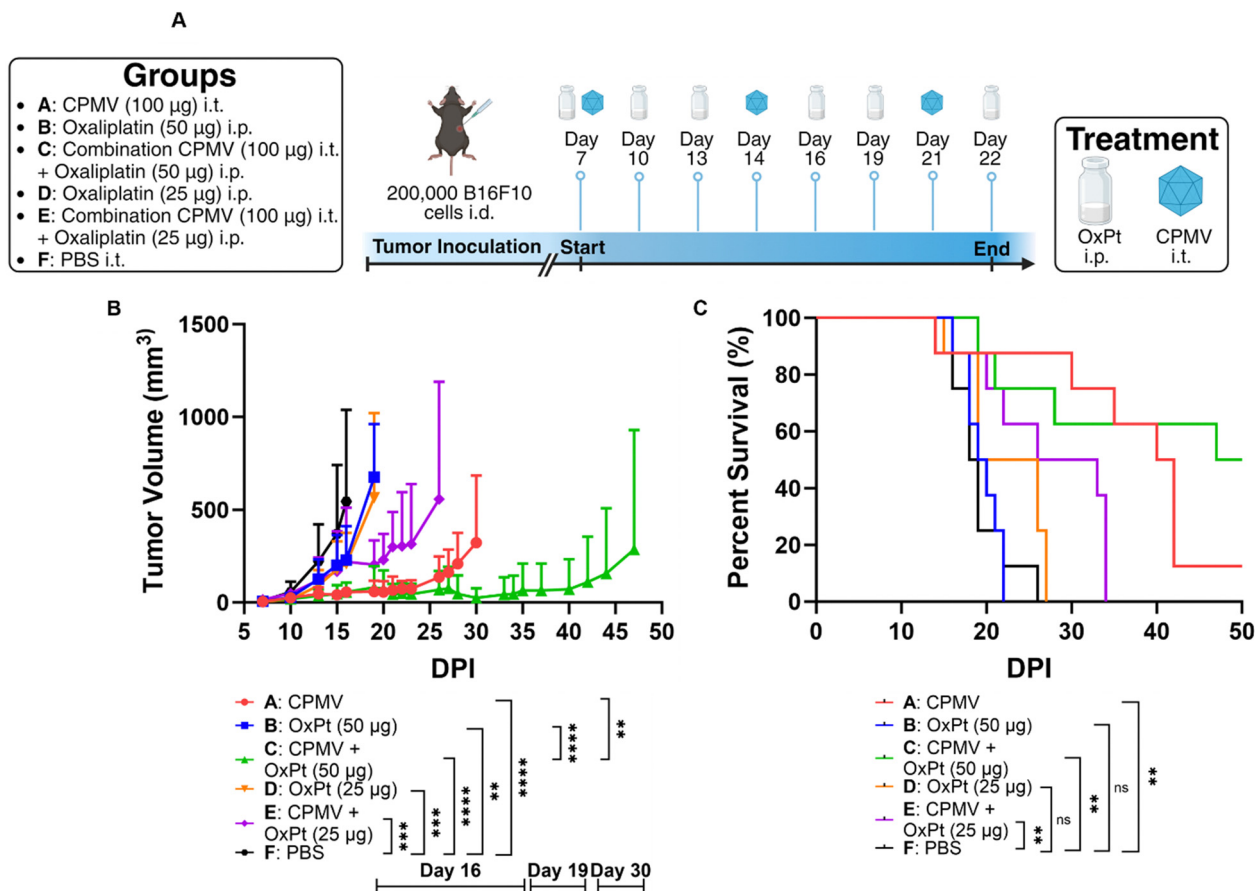 A
Groups
• A: CPMV (100 µg) i.t.
• B: Oxaliplatin (50 µg) i.p.
• C: Combination CPMV (100 µg) i.t.
+ Oxaliplatin (50 µg) i.p.
• D: Oxaliplatin (25 µg) i.p.
• E: Combination CPMV (100 µg) i.t.
+ Oxaliplatin (25 µg) i.p.
• F: PBS i.t.
200,000 B16F10
cells i.d.
Day Day Day Day Day Day Day Day
7 10 13 14 16 19 21 22
Tumor Inoculation Start End
Treatment
OxPt CPMV
i.p. i.t.
B
Tumor Volume (mm³)
1500
1000
500
0
5 10 15 20 25 30 35 40 45 50
DPI
A: CPMV
B: OxPt (50 µg)
C: CPMV +
OxPt (50 µg)
D: OxPt (25 µg)
E: CPMV +
OxPt (25 µg)
F: PBS
*** *** **** ** **** **** **
Day 16 Day 19 Day 30
C
Percent Survival (%)
100
80
60
40
20
0
0 10 20 30 40 50
DPI
A: CPMV
B: OxPt (50 µg)
C: CPMV +
OxPt (50 µg)
D: OxPt (25 µg)
E: CPMV +
OxPt (25 µg)
F: PBS
** ns ** ns **